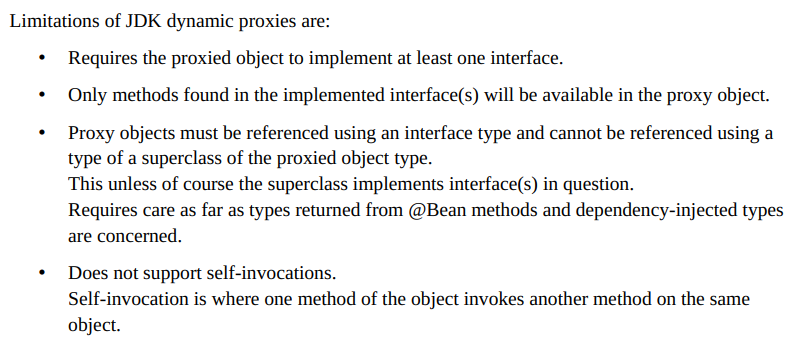 Limitations of JDK dynamic proxies are:
• Requires the proxied object to implement at least one interface.
• Only methods found in the implemented interface(s) will be available in the proxy object.
• Proxy objects must be referenced using an interface type and cannot be referenced using a
type of a superclass of the proxied object type.
This unless of course the superclass implements interface(s) in question.
Requires care as far as types returned from @Bean methods and dependency-injected types
are concerned.
• Does not support self-invocations.
Self-invocation is where one method of the object invokes another method on the same
object.